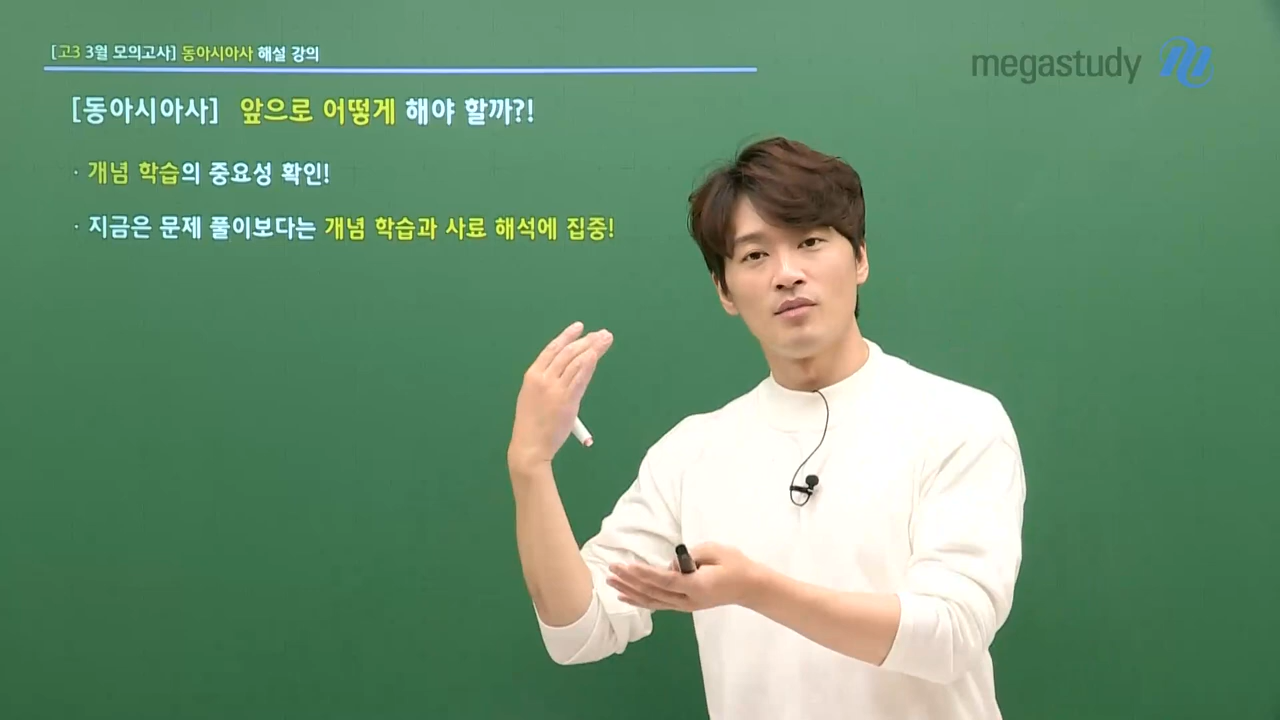 [고3 3월 모의고사] 동아시아사 해설 강의
megastudy
[동아시아사] 앞으로 어떻게 해야 할까?!
· 개념 학습의 중요성 확인!
· 지금은 문제 풀이보다는 개념 학습과 사료 해석에 집중!